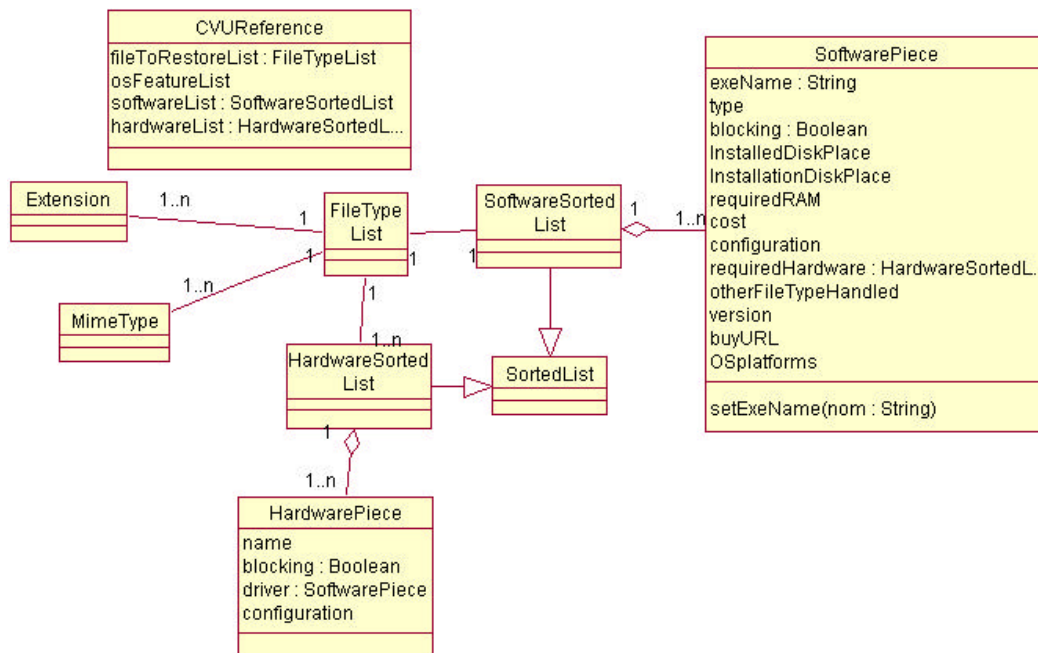 CVUReference
fileToRestoreList : FileTypeList
osFeatureList
softwareList : SoftwareSortedList
hardwareList : HardwareSortedL...
SoftwarePiece
exeName : String
type
blocking : Boolean
InstalledDiskPlace
InstallationDiskPlace
requiredRAM
cost
configuration
requiredHardware : HardwareSortedL...
otherFileTypeHandled
version
buyURL
OSplatforms
setExeName(nom : String)
Extension
1..n
1
FileType
List
1
1
1
SoftwareSorted
List
1
1..n
1..n
MimeType
1
1..n
HardwareSorted
List
SortedList
1
1..n
HardwarePiece
name
blocking : Boolean
driver : SoftwarePiece
configuration